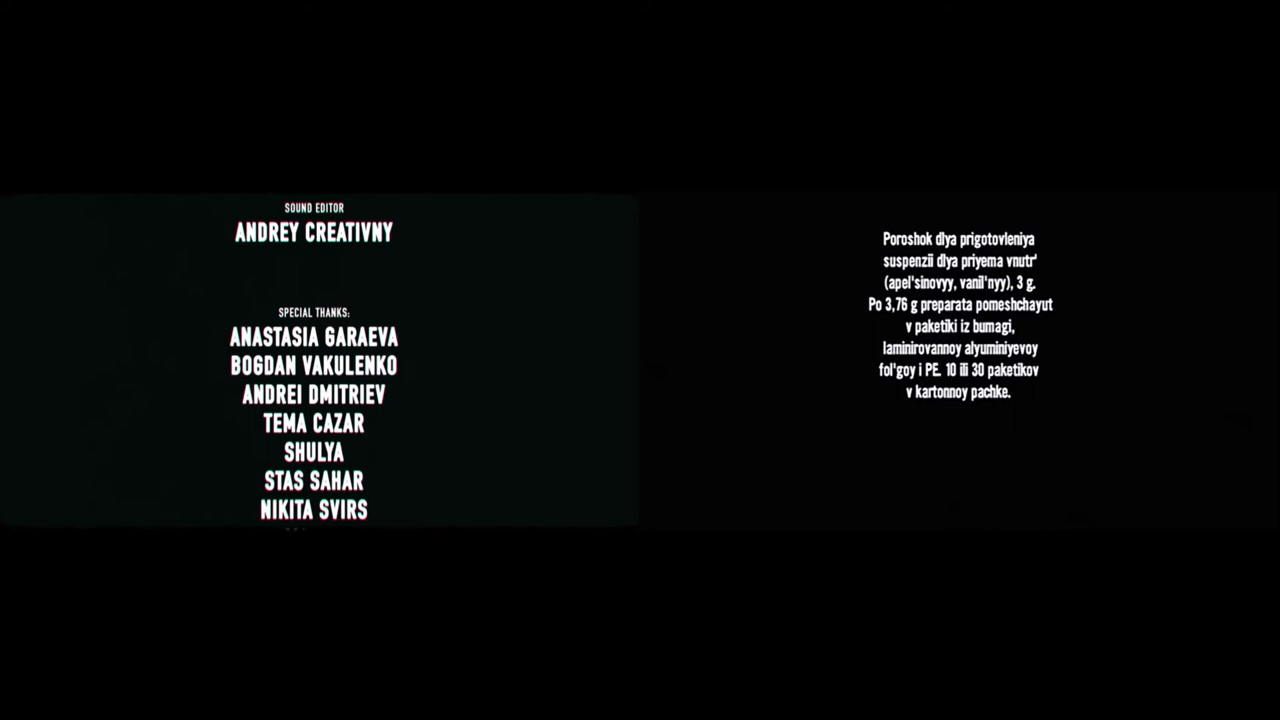 SOUND EDITOR
ANDREY CREATIVNY
SPECIAL THANKS:
ANASTASIA GARAEVA
BOGDAN VAKULENKO
ANDREI DMITRIEV
TEMA CAZAR
SHULYA
STAS SAHAR
NIKITA SVIRS
Poroshok dlya prigotovleniya
suspenzii dlya priyema vnutr'
(apel'sinovyy, vanil'nyy), 3 g.
Po 3,76 g preparata pomeshchayut
v paketiki iz bumagi,
laminirovannoy alyuminiyevoy
fol'goy i PE. 10 ili 30 paketikov
v kartonnoy pachke.